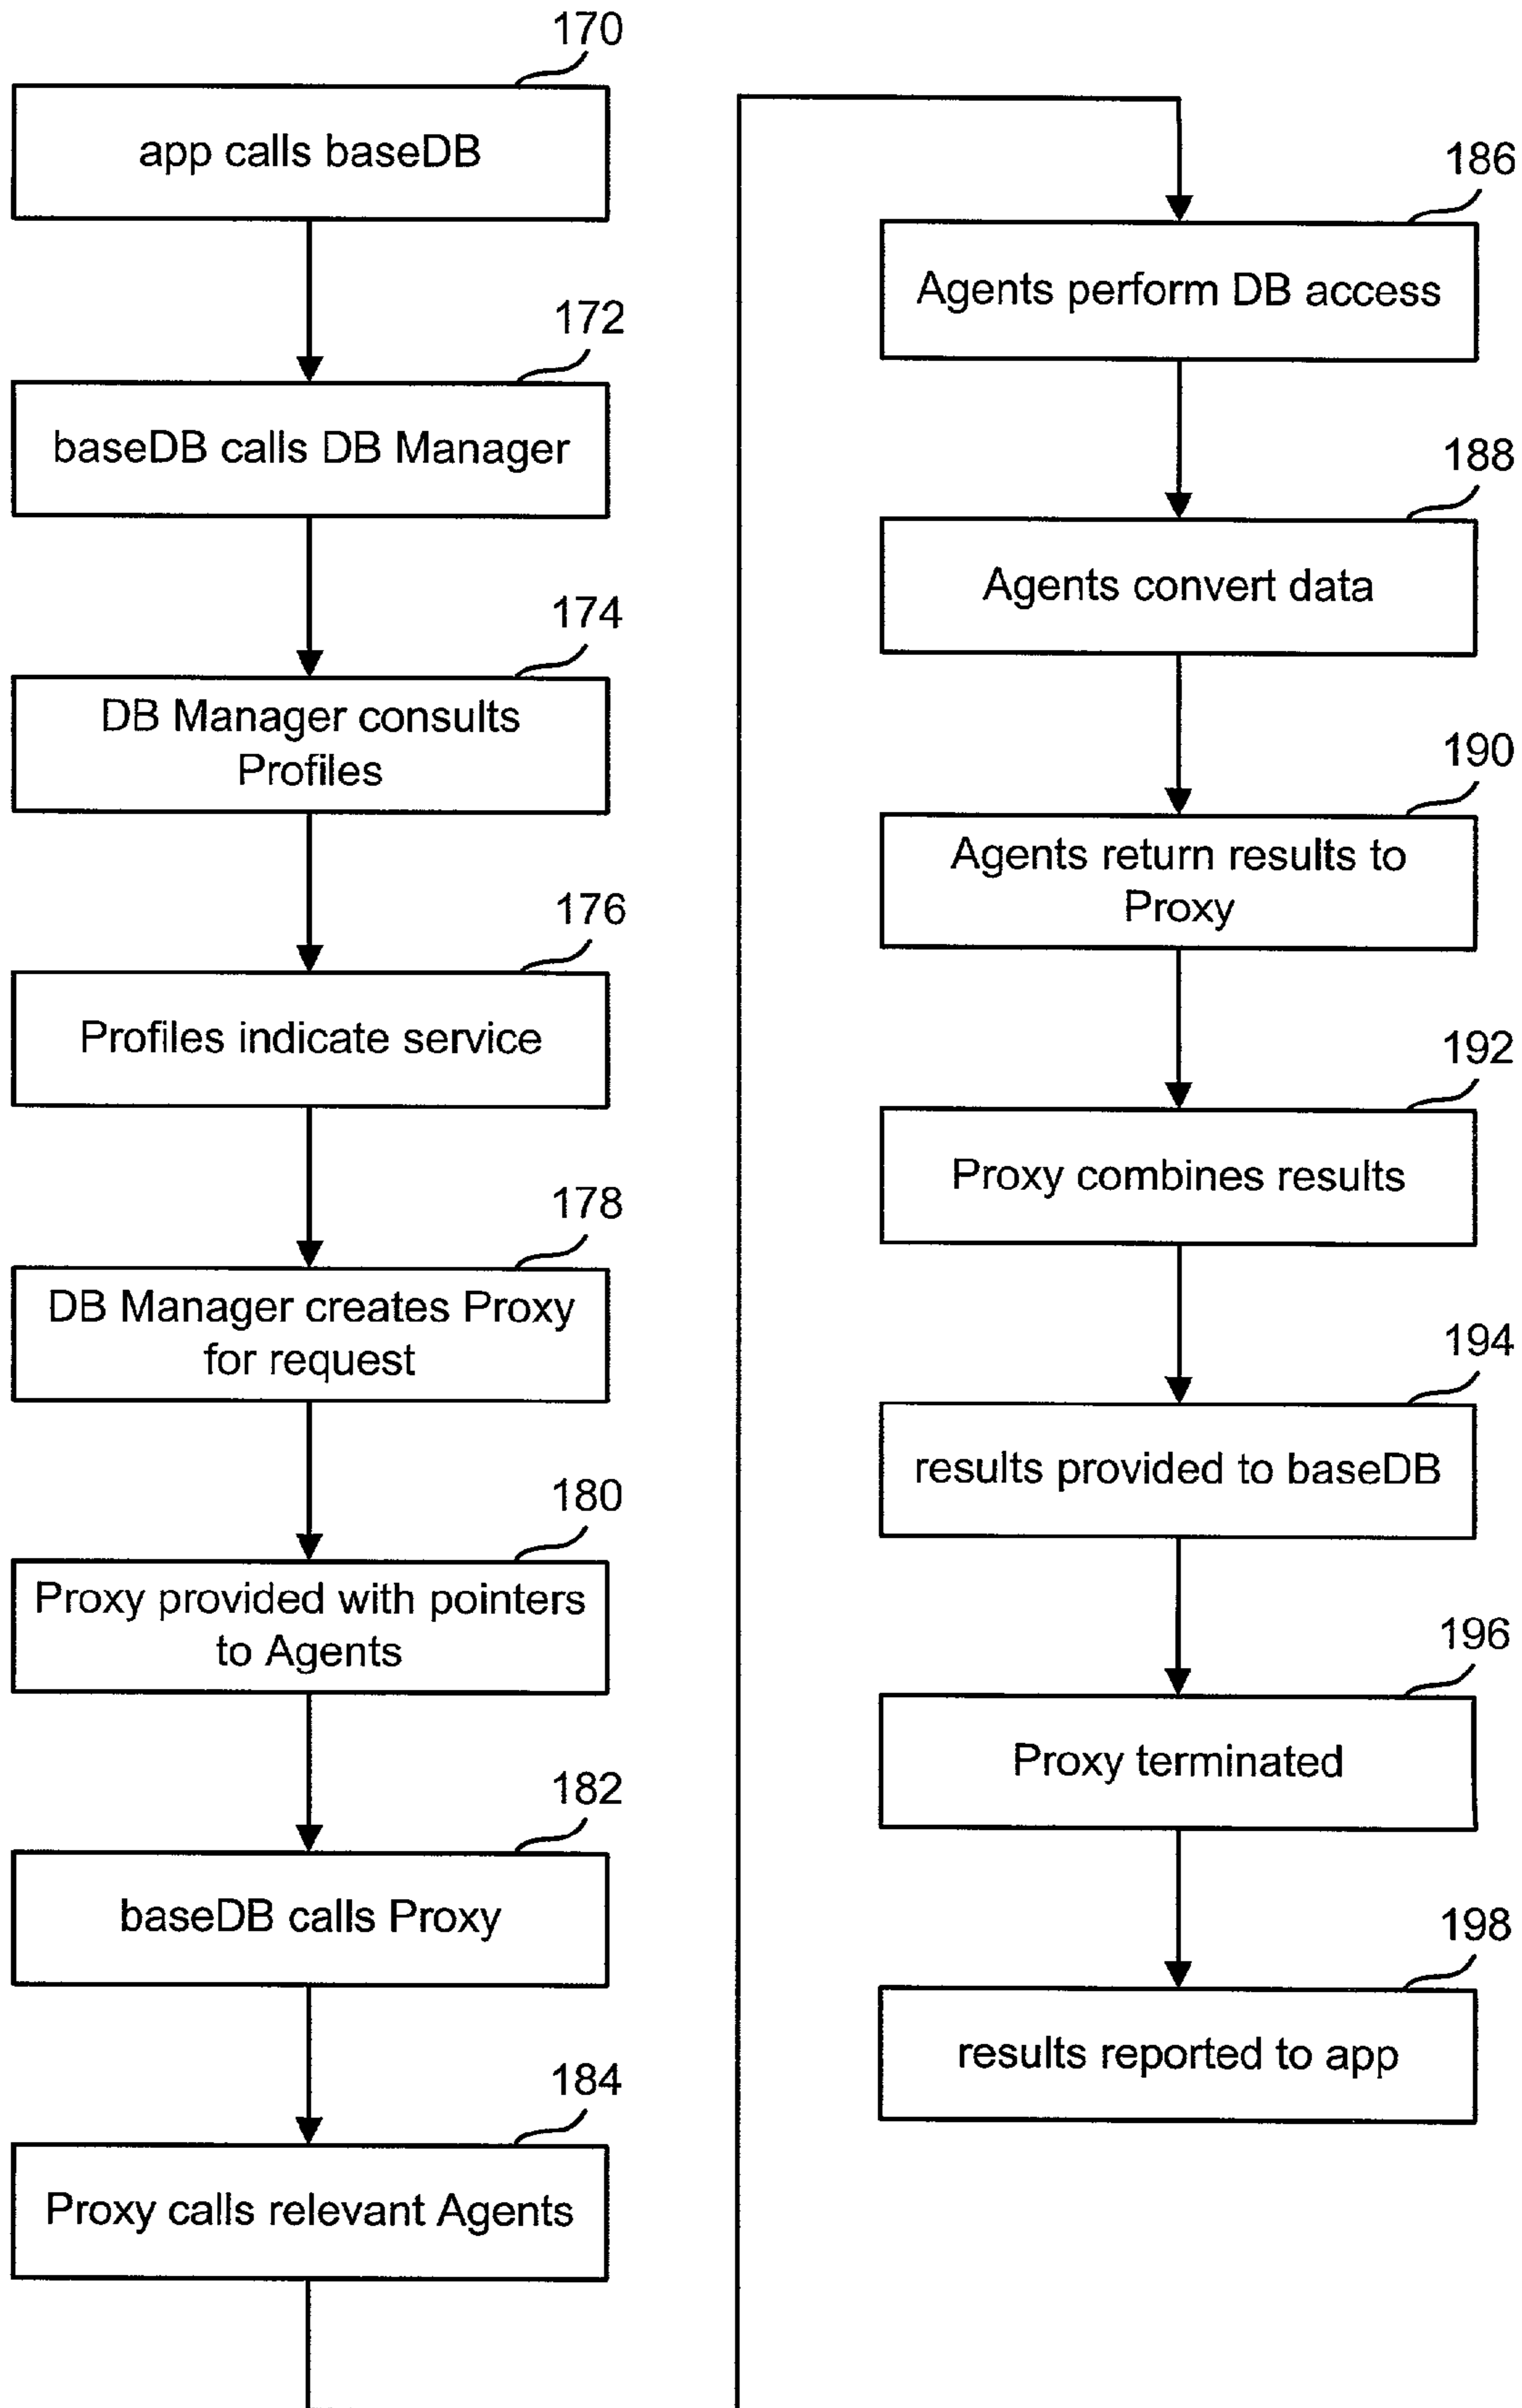 170
app calls baseDB
172
baseDB calls DB Manager
174
DB Manager consults
Profiles
176
Profiles indicate service
178
DB Manager creates Proxy
for request
180
Proxy provided with pointers
to Agents
182
baseDB calls Proxy
184
Proxy calls relevant Agents
186
Agents perform DB access
188
Agents convert data
190
Agents return results to
Proxy
192
Proxy combines results
194
results provided to baseDB
196
Proxy terminated
198
results reported to app